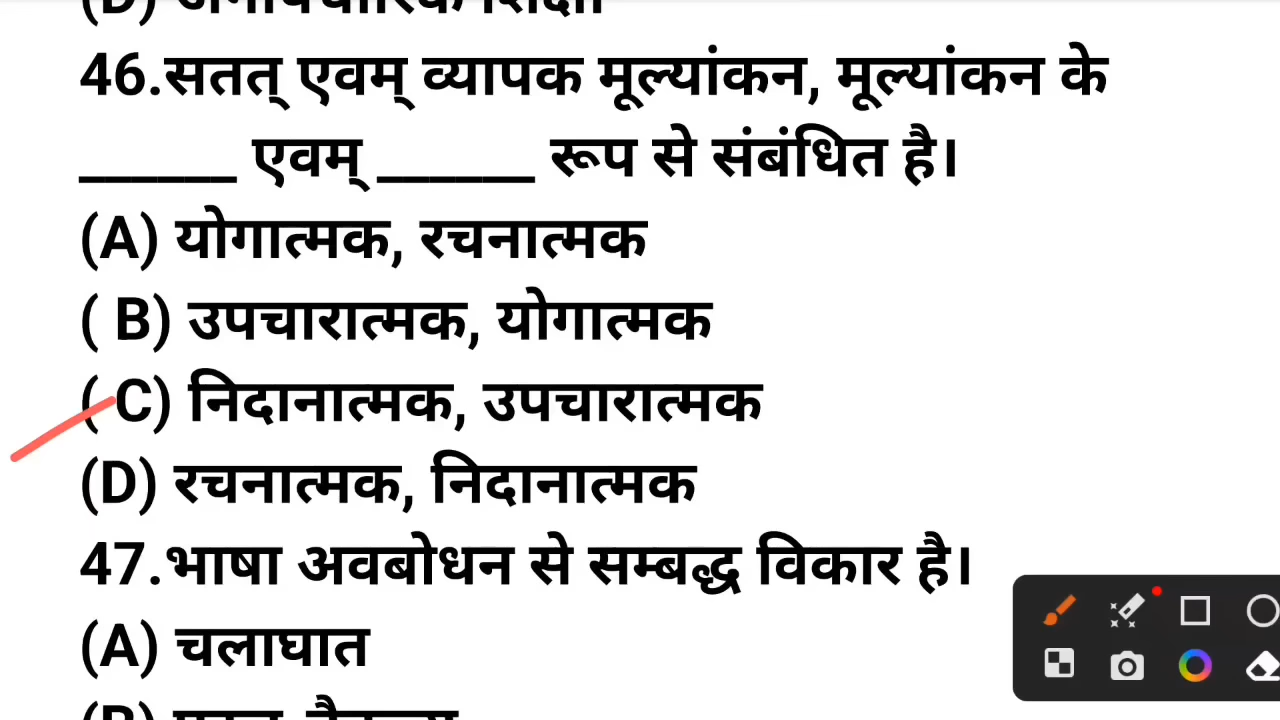 46.सतत् एवम् व्यापक मूल्यांकन, मूल्यांकन के
______ एवम् ______ रूप से संबंधित है।
(A) योगात्मक, रचनात्मक
( B) उपचारात्मक, योगात्मक
( C) निदानात्मक, उपचारात्मक
(D) रचनात्मक, निदानात्मक
47.भाषा अवबोधन से सम्बद्ध विकार है।
(A) चलाघात